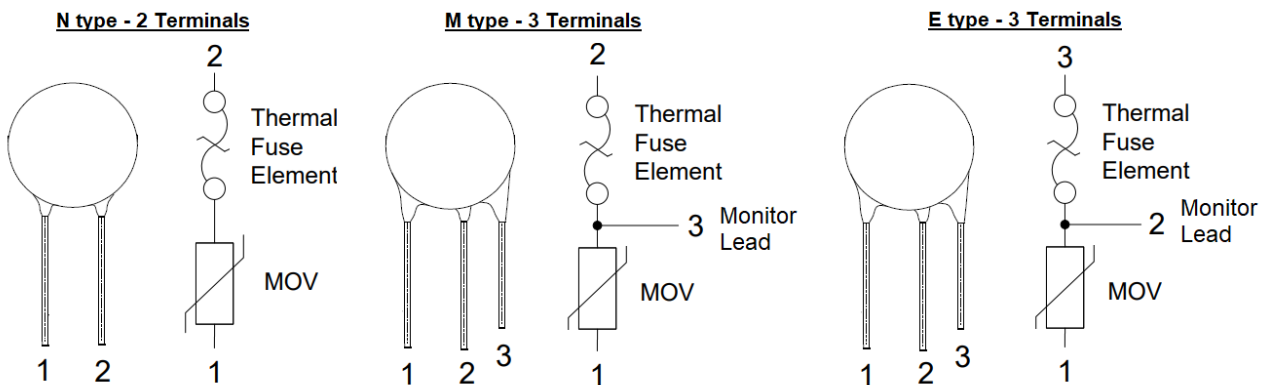 N type - 2 Terminals
2
Thermal
Fuse
Element
MOV
1
2
1
M type - 3 Terminals
2
Thermal
Fuse
Element
3
Monitor
Lead
MOV
1
2
3
1
E type - 3 Terminals
3
Thermal
Fuse
Element
2
Monitor
Lead
MOV
1
2
3
1